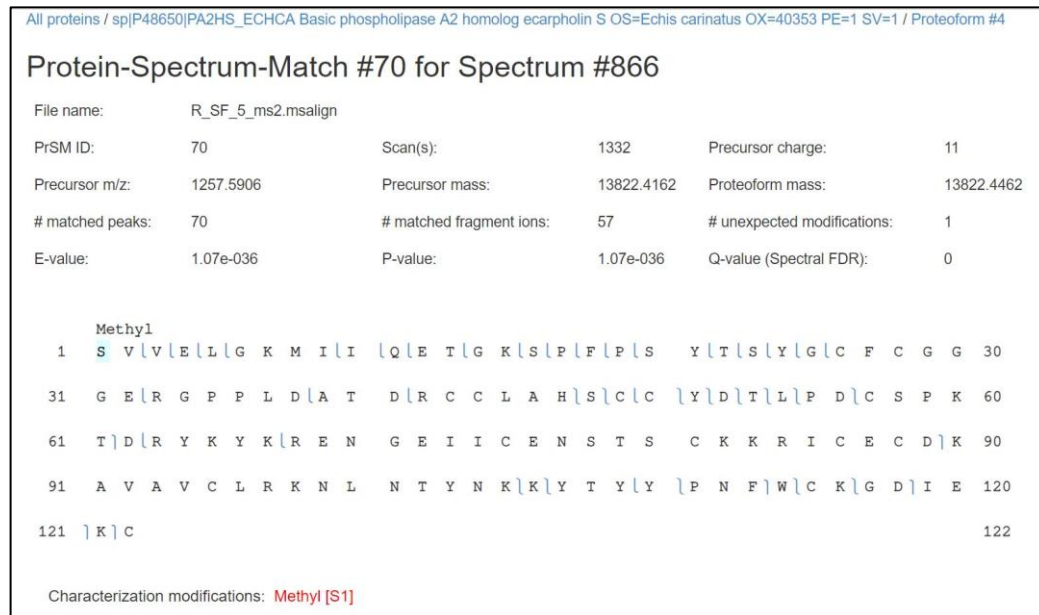 All proteins / sp|P48650|PA2HS_ECHCA Basic phospholipase A2 homolog ecarpholin S OS=Echis carinatus OX=40353 PE=1 SV=1 / Proteoform #4
Protein-Spectrum-Match #70 for Spectrum #866
File name: R_SF_5_ms2.msalign
PrSM ID: 70 Scan(s): 1332 Precursor charge: 11
Precursor m/z: 1257.5906 Precursor mass: 13822.4162 Proteoform mass: 13822.4462
# matched peaks: 70 # matched fragment ions: 57 # unexpected modifications: 1
E-value: 1.07e-036 P-value: 1.07e-036 Q-value (Spectral FDR): 0
Methyl
1 S V V E L G K M I I Q E T G K S P F P S Y T S Y G C F C G G 30
31 G E R G P P L D A T D R C C L A H S C C Y D T L P D C S P K 60
61 T D R Y K Y K R E N G E I I C E N S T S C K K R I C E C D K 90
91 A V A V C L R K N L N T Y N K K Y T Y Y P N F W C K G D I E 120
121 K C 122
Characterization modifications: Methyl [S1]